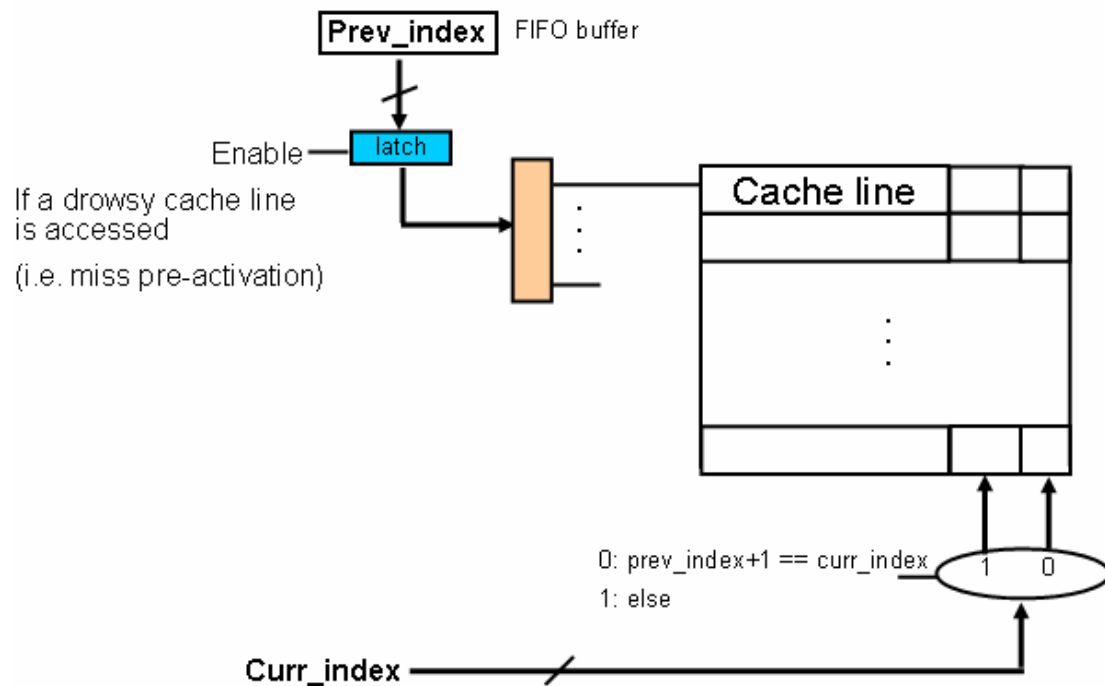 Prev_index FIFO buffer
Enable latch
If a drowsy cache line
is accessed
(i.e. miss pre-activation)
Cache line
0: prev_index+1 == curr_index
1: else
1 0
Curr_index